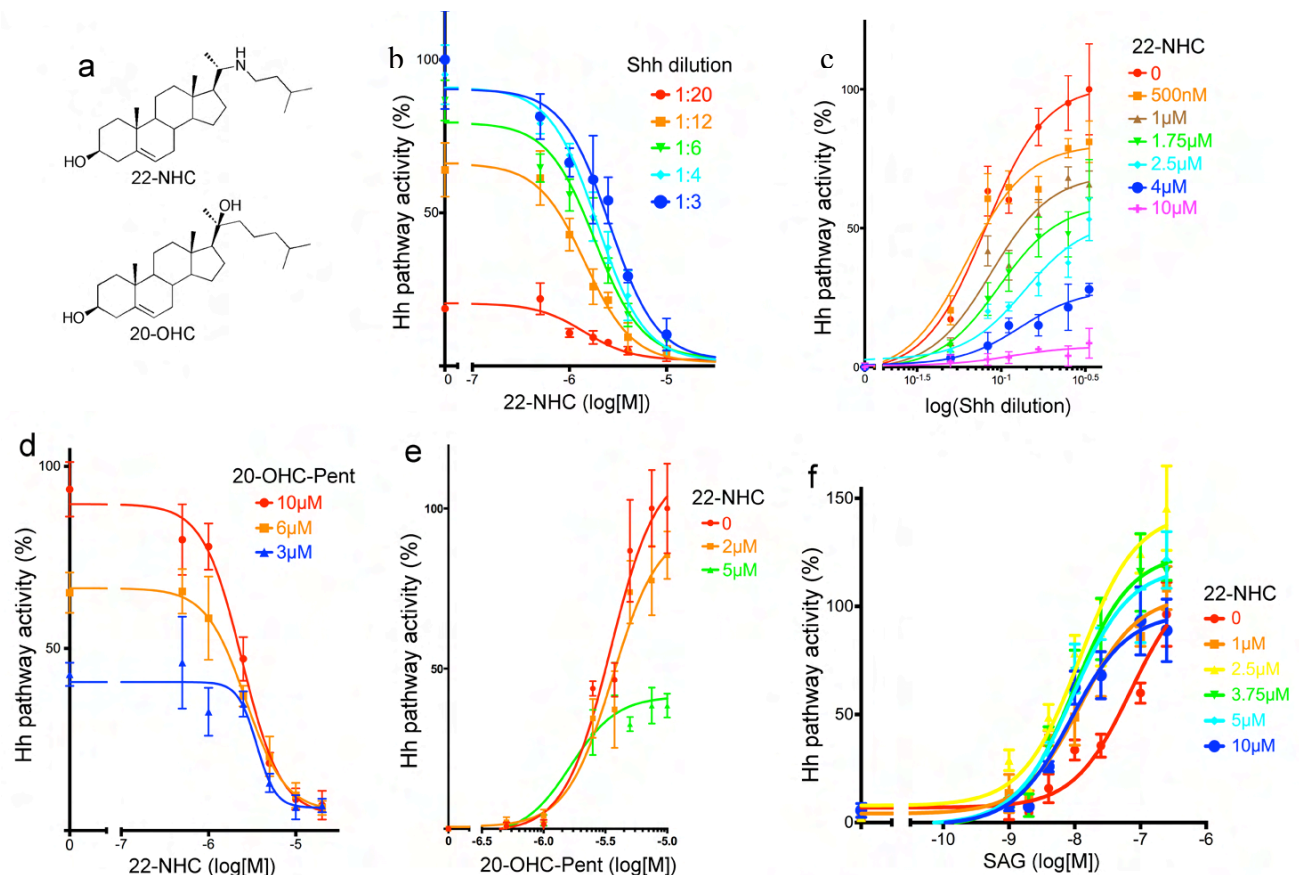 a
H
N
HO
22-NHC
OH
HO
20-OHC
b
Hh pathway activity (%)
100
50
Shh dilution
1:20
1:12
1:6
1:4
1:3
0
-7
-6
-5
22-NHC (log[M])
c
Hh pathway activity (%)
100
50
0
22-NHC
0
500nM
1µM
1.75µM
2.5µM
4µM
10µM
0
10-1.5
10-1
10-0.5
log(Shh dilution)
d
Hh pathway activity (%)
100
50
0
20-OHC-Pent
10µM
6µM
3µM
0
-7
-6
-5
22-NHC (log[M])
e
Hh pathway activity (%)
100
50
22-NHC
0
2µM
5µM
0
-6.5
-6.0
-5.5
-5.0
20-OHC-Pent (log[M])
f
Hh pathway activity (%)
150
100
50
0
22-NHC
0
1µM
2.5µM
3.75µM
5µM
10µM
-10
-9
-8
-7
-6
SAG (log[M])